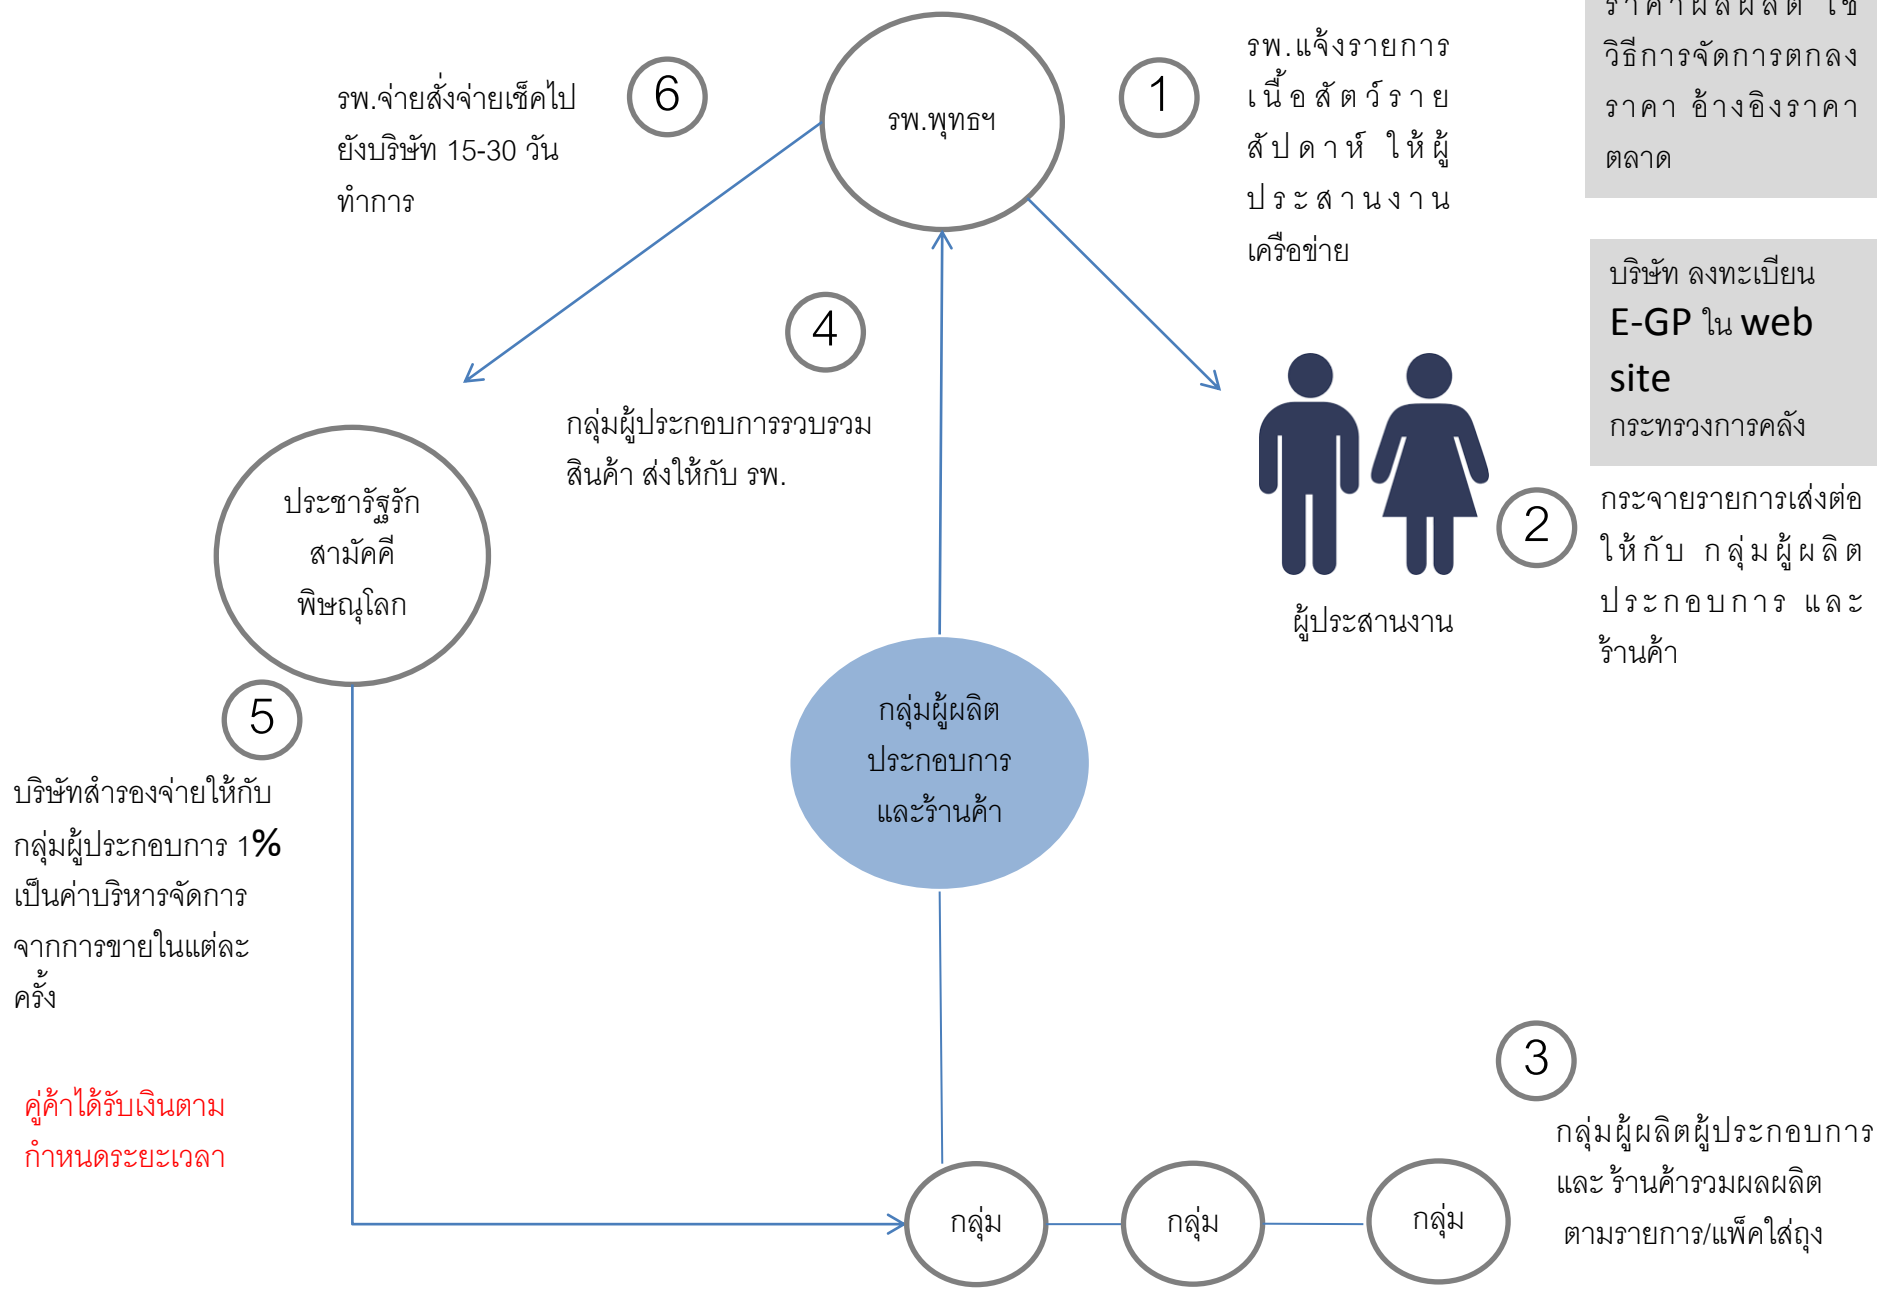 ราคาผลผลิต ใช้
วิธีการจัดการตกลง
ราคา อ้างอิงราคา
ตลาด
1
รพ.แจ้งรายการ
เนื้อสัตว์ราย
สัปดาห์ ให้ผู้
ประสานงาน
เครือข่าย
รพ.พุทธฯ
6
รพ.จ่ายสั่งจ่ายเช็คไป
ยังบริษัท 15-30 วัน
ทำการ
บริษัท ลงทะเบียน
E-GP ใน web
site
กระทรวงการคลัง
4
กลุ่มผู้ประกอบการรวบรวม
สินค้า ส่งให้กับ รพ.
2
กระจายรายการเส่งต่อ
ให้กับ กลุ่มผู้ผลิต
ประกอบการ และ
ร้านค้า
ผู้ประสานงาน
ประชารัฐรัก
สามัคคี
พิษณุโลก
กลุ่มผู้ผลิต
ประกอบการ
และร้านค้า
5
บริษัทสำรองจ่ายให้กับ
กลุ่มผู้ประกอบการ 1%
เป็นค่าบริหารจัดการ
จากการขายในแต่ละ
ครั้ง
คู่ค้าได้รับเงินตาม
กำหนดระยะเวลา
3
กลุ่มผู้ผลิตผู้ประกอบการ
และ ร้านค้ารวมผลผลิต
ตามรายการ/แพ็คใส่ถุง
กลุ่ม
กลุ่ม
กลุ่ม